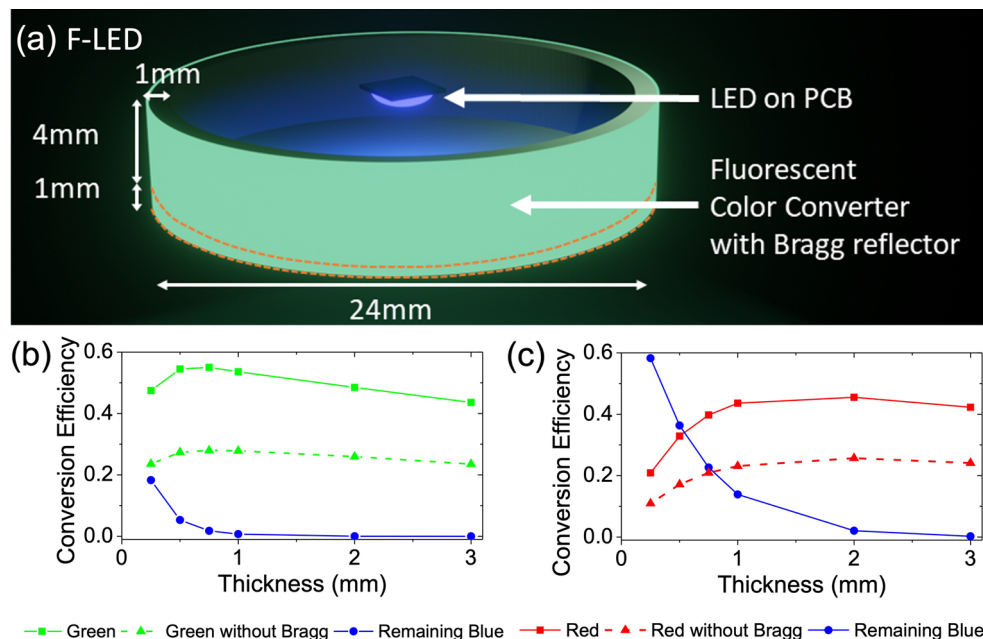 (a) F-LED
1mm
4mm
1mm
24mm
LED on PCB
Fluorescent
Color Converter
with Bragg reflector
(b)
Conversion Efficiency
0.6
0.4
0.2
0.0
0
1
2
3
Thickness (mm)
(c)
Conversion Efficiency
0.6
0.4
0.2
0.0
0
1
2
3
Thickness (mm)
Green
Green without Bragg
Remaining Blue
Red
Red without Bragg
Remaining Blue